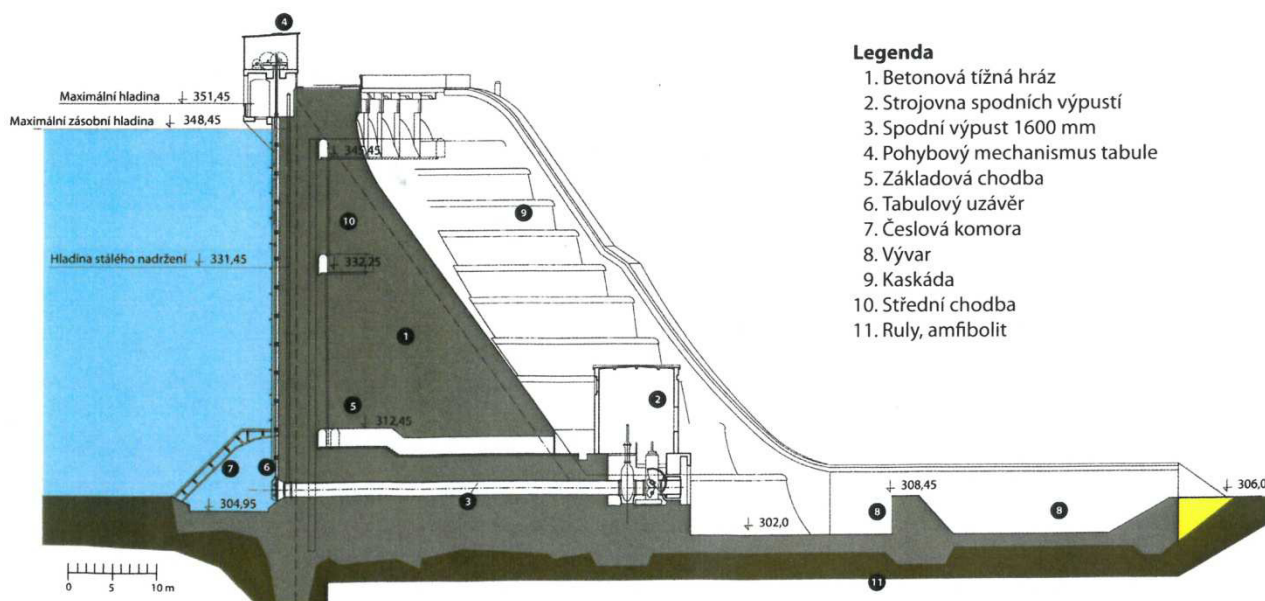 4
Maximální hladina 351,45
Maximální zásobní hladina 348,45
345,45
10
9
Hladina stálého nadržení 331,45
332,25
1
5
312,45
2
7
6
304,95
3
302,0
8
308,45
8
306,0
11
0 5 10 m
Legenda
1. Betonová tížná hráz
2. Strojovna spodních výpustí
3. Spodní výpust 1600 mm
4. Pohybový mechanismus tabule
5. Základová chodba
6. Tabulový uzávěr
7. Česlová komora
8. Vývar
9. Kaskáda
10. Střední chodba
11. Ruly, amfibolit